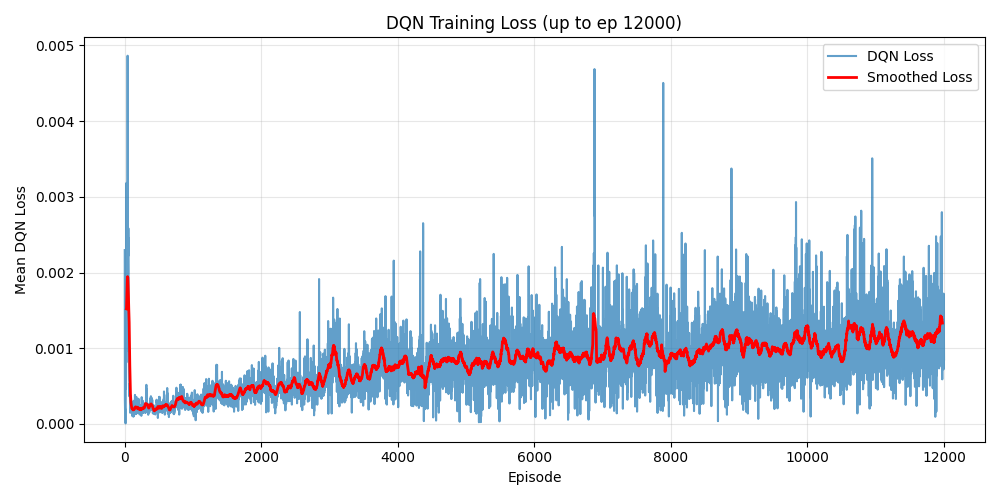 DQN Training Loss (up to ep 12000)
DQN Loss
Smoothed Loss
0.005
0.004
0.003
0.002
0.001
0.000
Mean DQN Loss
0 2000 4000 6000 8000 10000 12000
Episode